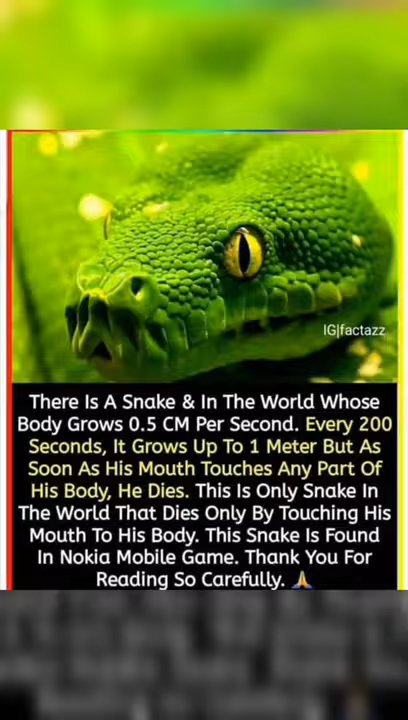 IG|factazz
There Is A Snake & In The World Whose
Body Grows 0.5 CM Per Second. Every 200
Seconds, It Grows Up To 1 Meter But As
Soon As His Mouth Touches Any Part Of
His Body, He Dies. This Is Only Snake In
The World That Dies Only By Touching His
Mouth To His Body. This Snake Is Found
In Nokia Mobile Game. Thank You For
Reading So Carefully. 🙏